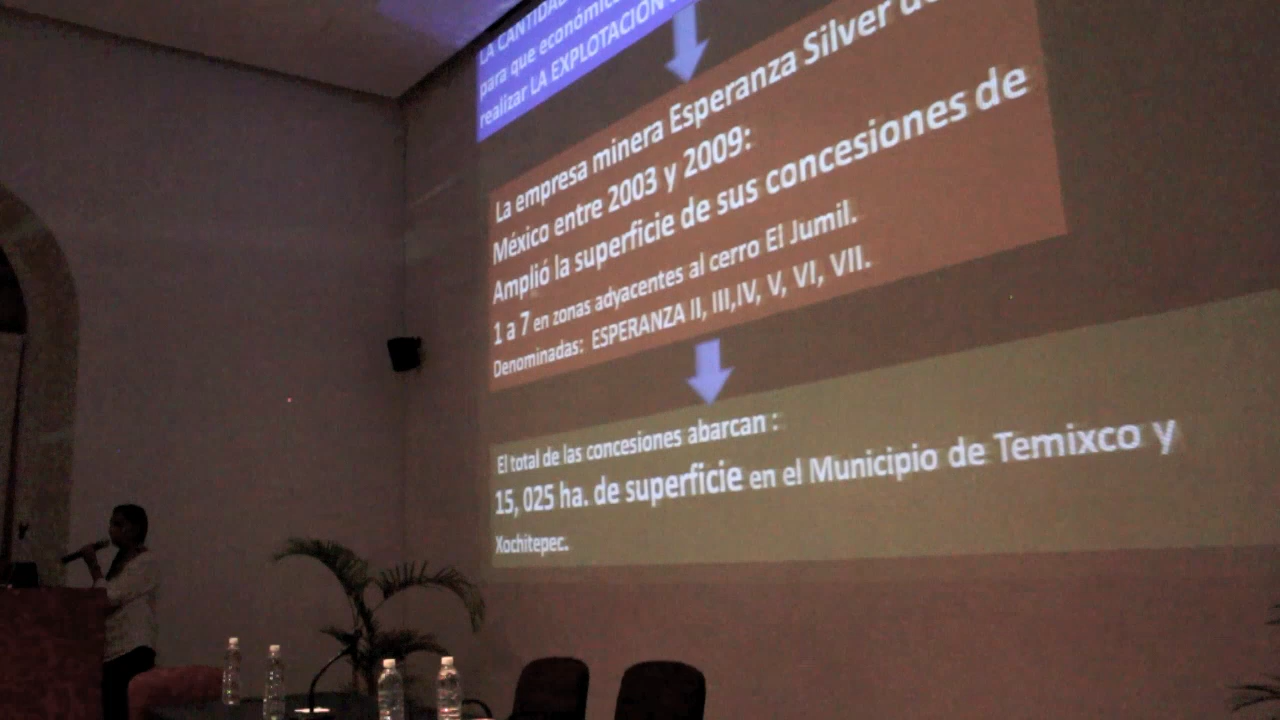 LA CANTIDAD
para que económic
realizar LA EXPLOTACIÓN
La empresa minera Esperanza Silver de
México entre 2003 y 2009:
Amplió la superficie de sus concesiones de
1 a 7 en zonas adyacentes al cerro El Jumil.
Denominadas: ESPERANZA II, III,IV, V, VI, VII.
El total de las concesiones abarcan :
15, 025 ha. de superficie en el Municipio de Temixco y
Xochitepec.